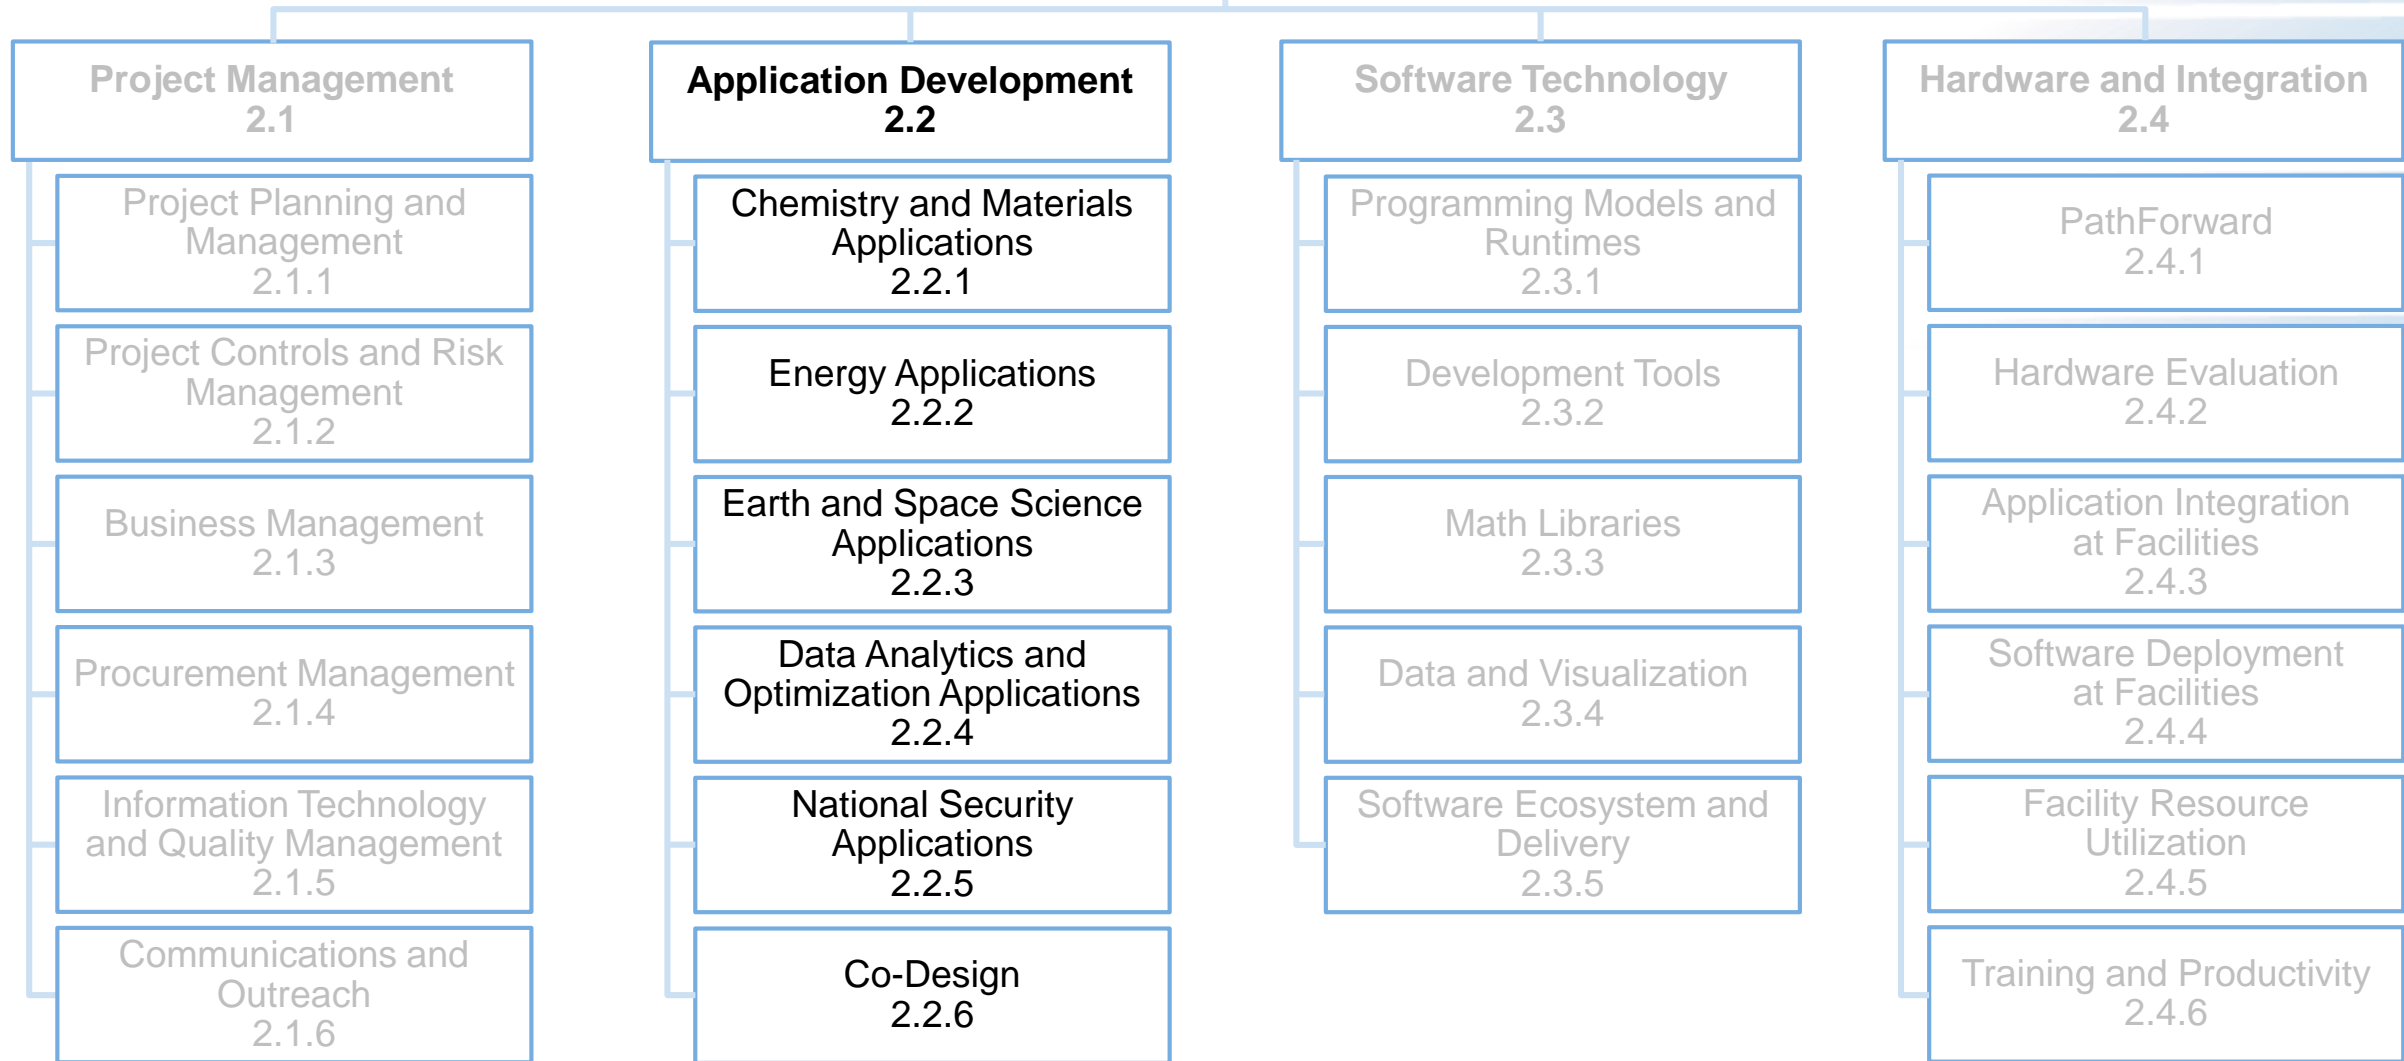 Project Management
2.1
Project Planning and
Management
2.1.1
Project Controls and Risk
Management
2.1.2
Business Management
2.1.3
Procurement Management
2.1.4
Information Technology
and Quality Management
2.1.5
Communications and
Outreach
2.1.6
Application Development
2.2
Chemistry and Materials
Applications
2.2.1
Energy Applications
2.2.2
Earth and Space Science
Applications
2.2.3
Data Analytics and
Optimization Applications
2.2.4
National Security
Applications
2.2.5
Co-Design
2.2.6
Software Technology
2.3
Programming Models and
Runtimes
2.3.1
Development Tools
2.3.2
Math Libraries
2.3.3
Data and Visualization
2.3.4
Software Ecosystem and
Delivery
2.3.5
Hardware and Integration
2.4
PathForward
2.4.1
Hardware Evaluation
2.4.2
Application Integration
at Facilities
2.4.3
Software Deployment
at Facilities
2.4.4
Facility Resource
Utilization
2.4.5
Training and Productivity
2.4.6